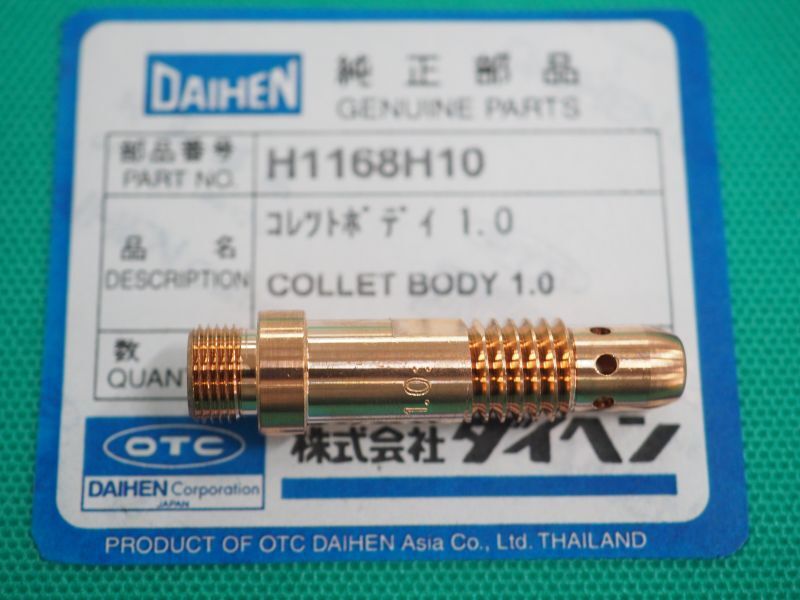 DAIHEN
純正部品
GENUINE PARTS
部品番号
PART NO.
H1168H10
品名
DESCRIPTION
コレツトボデイ 1.0
COLLET BODY 1.0
数
QUAN
1.0
OTC
DAIHEN Corporation
JAPAN
株式会社ダイヘン
PRODUCT OF OTC DAIHEN Asia Co., Ltd. THAILAND